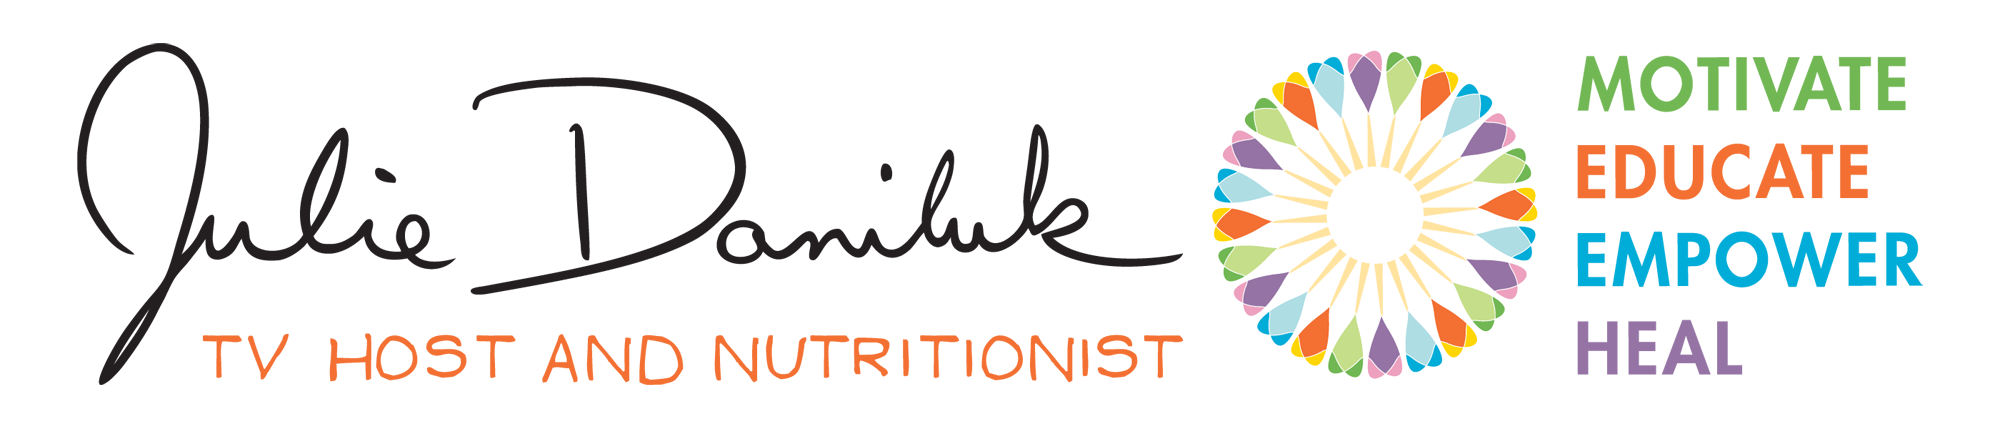 Julie Daniluk
TV HOST AND NUTRITIONIST
MOTIVATE
EDUCATE
EMPOWER
HEAL